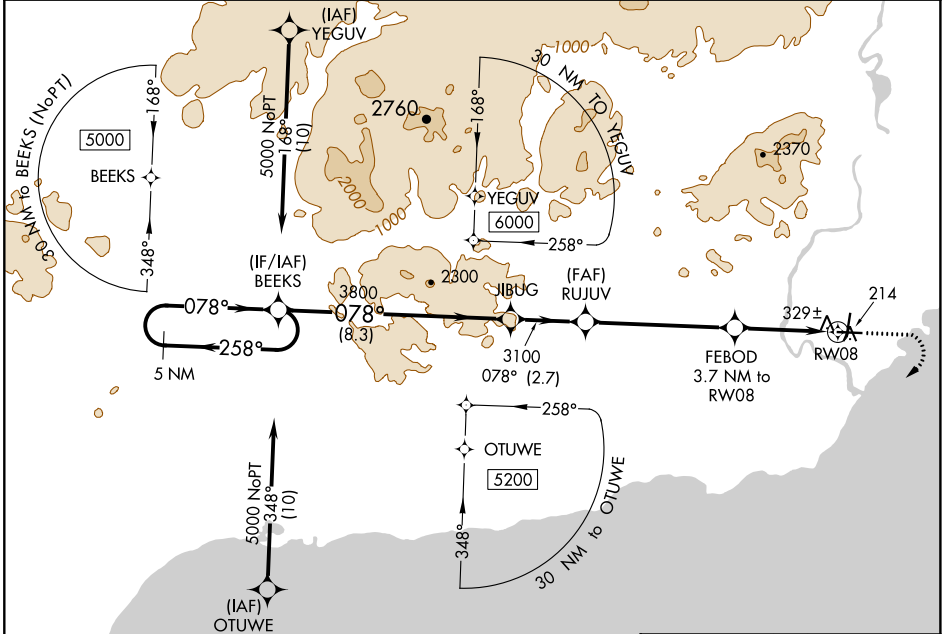 (IAF)
YEGUV
1000
30 NM to BEEKS (NoPT)
168°
5000
BEEKS
348°
5000 NoPT
168°
(10)
2760
2000
1000
30 NM TO YEGUV
168°
YEGUV
6000
258°
2370
(IF/IAF)
BEEKS
078°
258°
5 NM
3800
078°
(8.3)
2300
JIBUG
3100
078° (2.7)
(FAF)
RUJUV
FEBOD
3.7 NM to
RW08
329±
214
RW08
258°
OTUWE
5200
348°
30 NM to OTUWE
5000 NoPT
348°
(10)
(IAF)
OTUWE